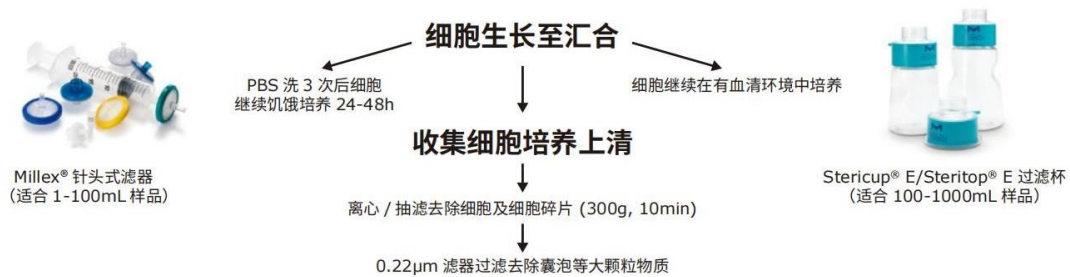 细胞生长至汇合
PBS 洗 3 次后细胞
继续饥饿培养 24-48h
细胞继续在有血清环境中培养
收集细胞培养上清
Millex® 针头式滤器
(适合 1-100mL 样品)
Stericup® E/Steritop® E 过滤杯
(适合 100-1000mL 样品)
离心 / 抽滤去除细胞及细胞碎片 (300g, 10min)
0.22μm 滤器过滤去除囊泡等大颗粒物质